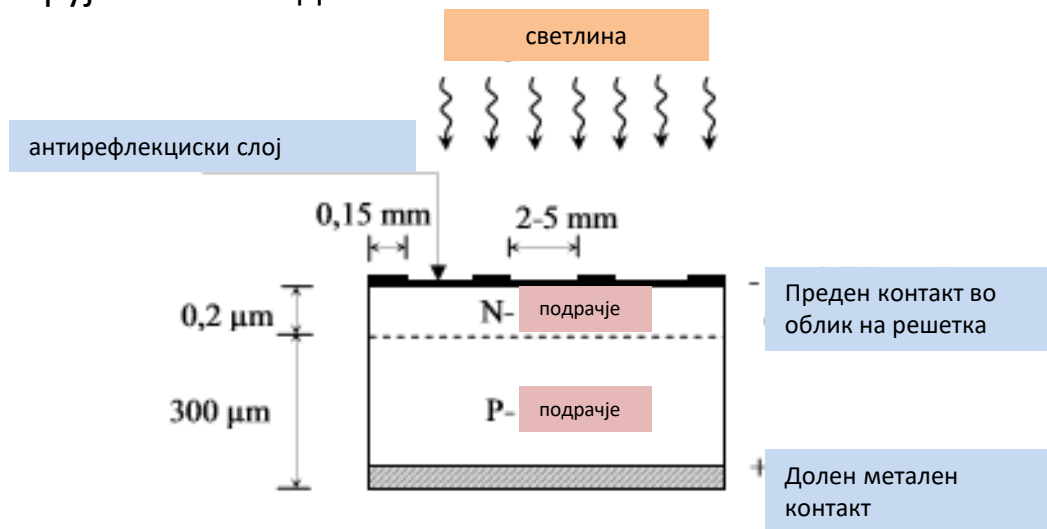 светлина
антирефлекциски слој
0,15 mm
2-5 mm
0,2 μm
N- подрачје
-
Преден контакт во
облик на решетка
300 μm
P- подрачје
+
Долен метален
контакт